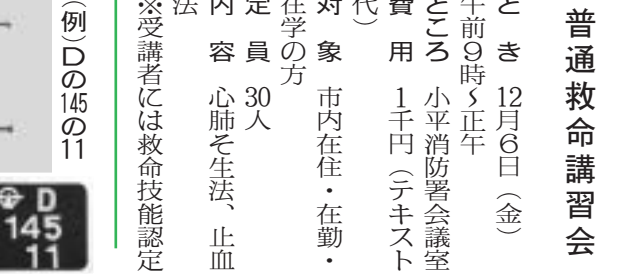 普通救命講習会
とき 12月6日（金）
午前9時〜正午
ところ 小平消防署会議室
費用 1千円（テキスト
代）
対象 市内在住・在勤・
在学の方
定員 30人
内容 心肺そ生法、止血
法
※受講者には救命技能認定
（例）Dの145の11
D
145
11